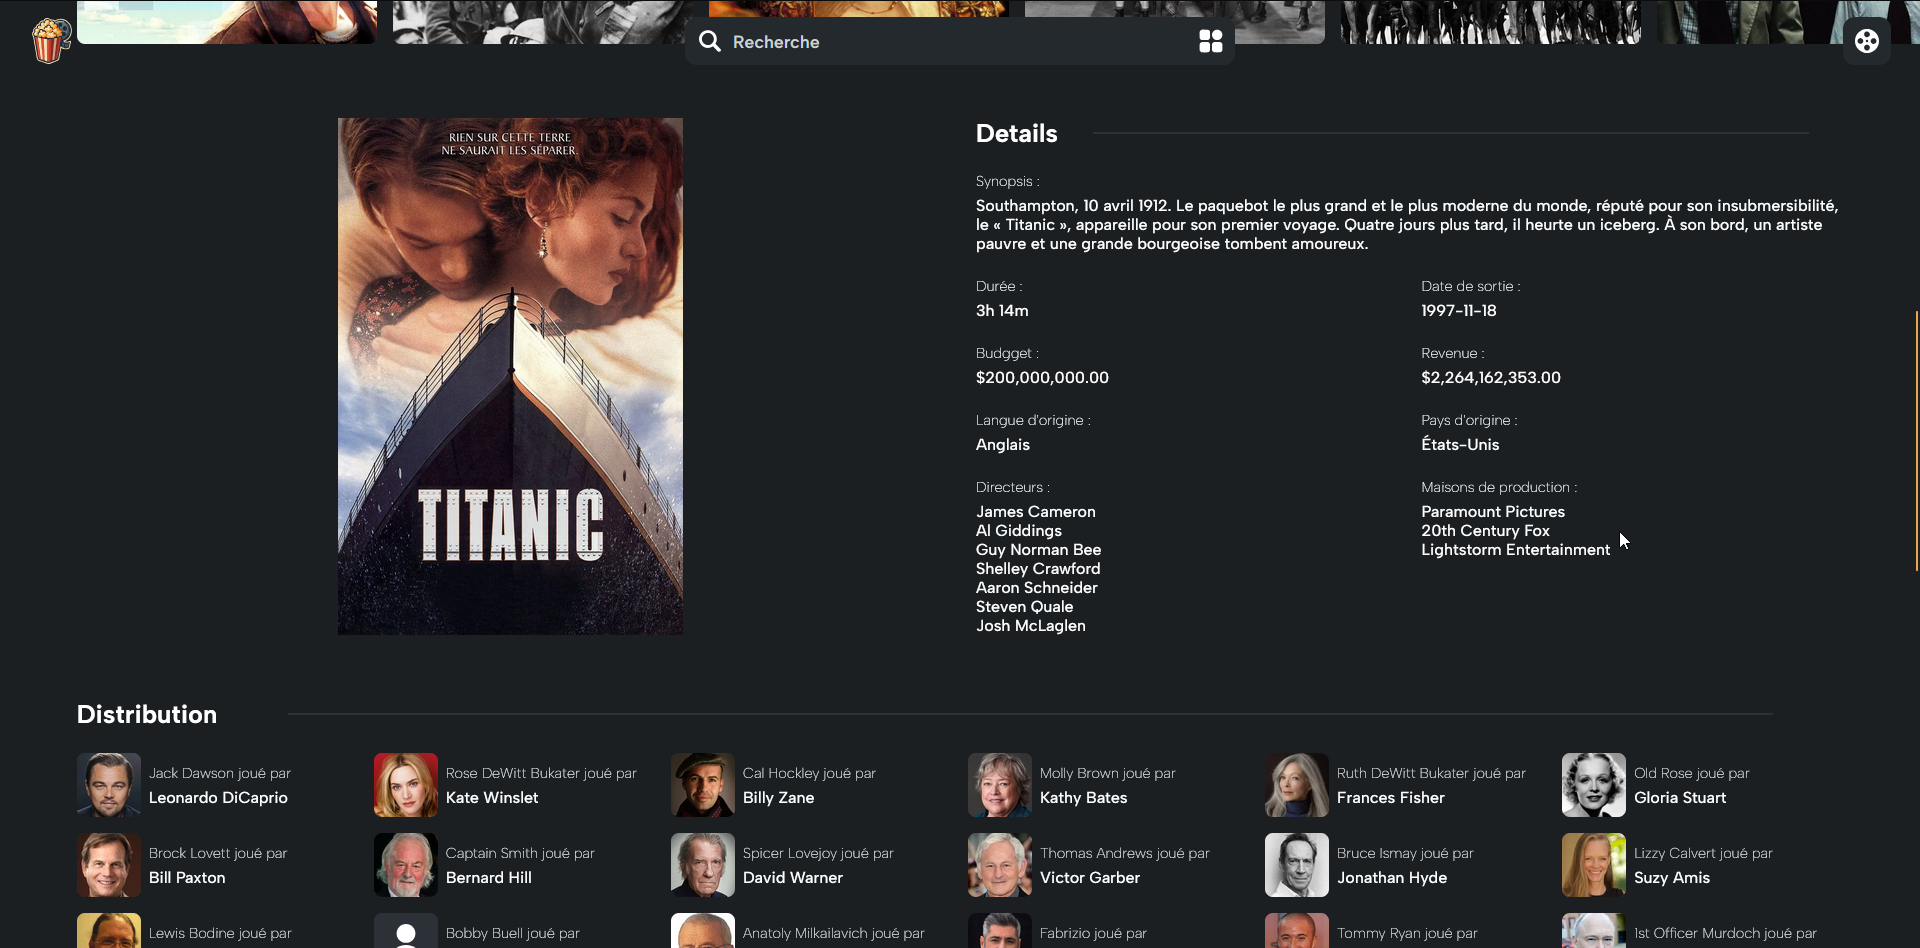 Recherche
RIEN SUR CETTE TERRE
NE SAURAIT LES SÉPARER.
TITANIC
Details
Synopsis :
Southampton, 10 avril 1912. Le paquebot le plus grand et le plus moderne du monde, réputé pour son insubmersibilité,
le « Titanic », appareille pour son premier voyage. Quatre jours plus tard, il heurte un iceberg. À son bord, un artiste
pauvre et une grande bourgeoise tombent amoureux.
Durée :
3h 14m
Date de sortie :
1997-11-18
Budgget :
$200,000,000.00
Revenue :
$2,264,162,353.00
Langue d'origine :
Anglais
Pays d'origine :
États-Unis
Directeurs :
James Cameron
Al Giddings
Guy Norman Bee
Shelley Crawford
Aaron Schneider
Steven Quale
Josh McLaglen
Maisons de production :
Paramount Pictures
20th Century Fox
Lightstorm Entertainment
Distribution
Jack Dawson joué par
Leonardo DiCaprio
Rose DeWitt Bukater joué par
Kate Winslet
Cal Hockley joué par
Billy Zane
Molly Brown joué par
Kathy Bates
Ruth DeWitt Bukater joué par
Frances Fisher
Old Rose joué par
Gloria Stuart
Brock Lovett joué par
Bill Paxton
Captain Smith joué par
Bernard Hill
Spicer Lovejoy joué par
David Warner
Thomas Andrews joué par
Victor Garber
Bruce Ismay joué par
Jonathan Hyde
Lizzy Calvert joué par
Suzy Amis
Lewis Bodine joué par
Bobby Buell joué par
Anatoly Milkailavich joué par
Fabrizio joué par
Tommy Ryan joué par
1st Officer Murdoch joué par